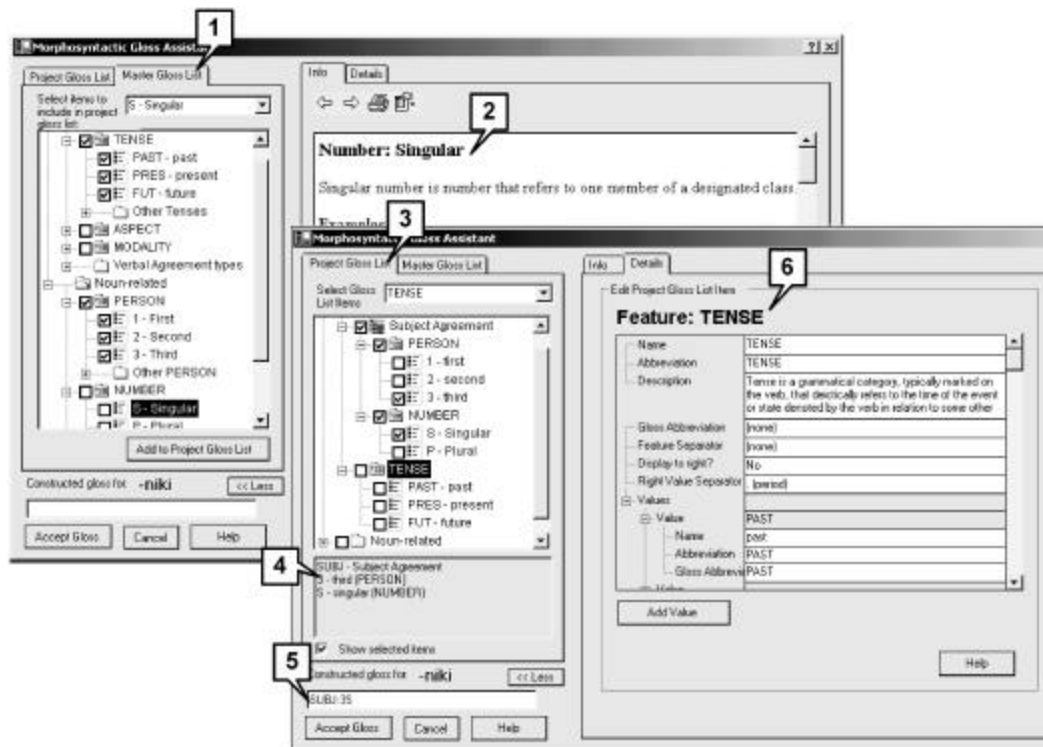 1
Morphosyntactic Gloss Assistant
Project Gloss List
Master Gloss List
Select items to
include in project
gloss list:
S - Singular
TENSE
PAST - past
PRES - present
FUT - future
Other Tenses
ASPECT
MODALITY
Verbal Agreement types
Noun-related
PERSON
1 - First
2 - Second
3 - Third
Other PERSON
NUMBER
S - Singular
P - Plural
Add to Project Gloss List
Constructed gloss for -niki
<< Less
Accept Gloss
Cancel
Help
Info
Details
2
Number: Singular
Singular number is number that refers to one member of a designated class.
Examples
3
Morphosyntactic Gloss Assistant
Project Gloss List
Master Gloss List
Select Gloss
List Items
TENSE
Subject Agreement
PERSON
1 - first
2 - second
3 - third
NUMBER
S - Singular
P - Plural
TENSE
PAST - past
PRES - present
FUT - future
Noun-related
4
SUBJ - Subject Agreement
3 - third (PERSON)
S - singular (NUMBER)
Show selected items
5
Constructed gloss for -niki
<< Less
SUBJ:3S
Accept Gloss
Cancel
Help
Info
Details
6
Edit Project Gloss List Item
Feature: TENSE
Name TENSE
Abbreviation TENSE
Description Tense is a grammatical category, typically marked on
the verb, that deictically refers to the time of the event
or state denoted by the verb in relation to some other
Gloss Abbreviation (none)
Feature Separator (none)
Display to right? No
Right Value Separator . (period)
Values
Value PAST
Name past
Abbreviation PAST
Gloss Abbrevia PAST
Value
Add Value
Help